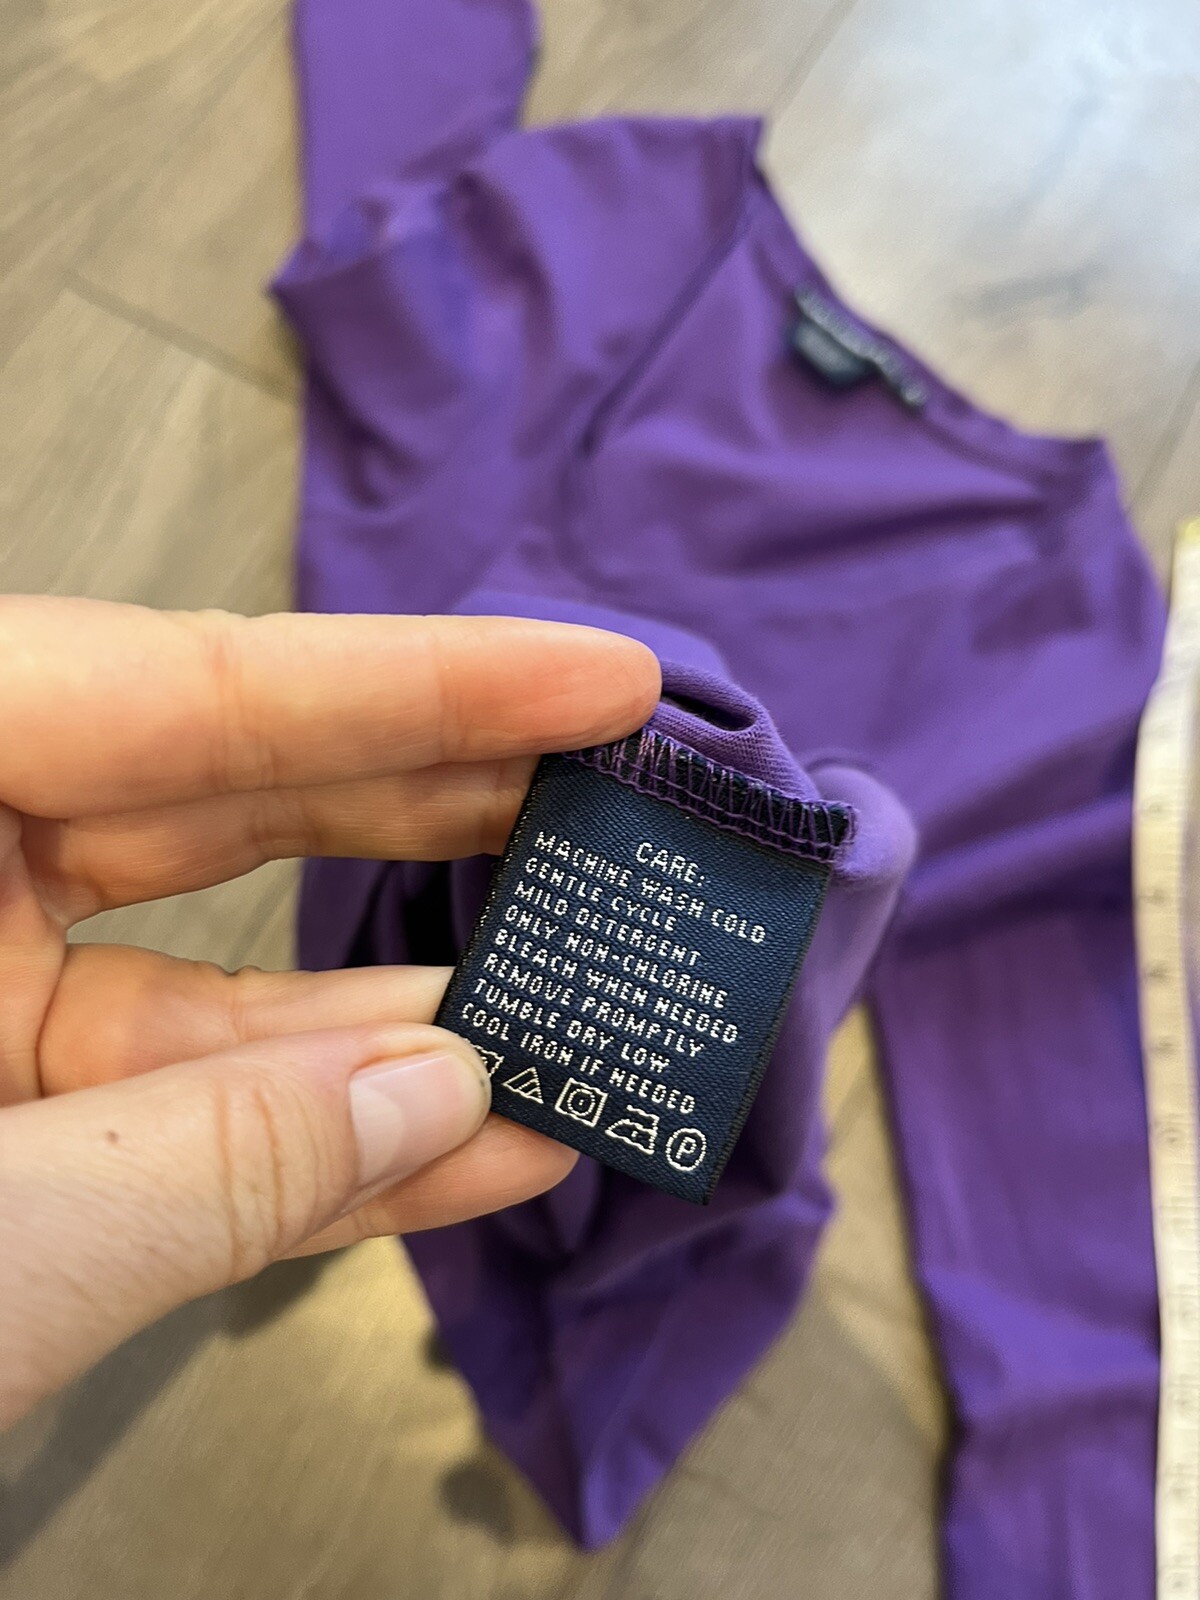 CARE:
MACHINE WASH COLD
GENTLE CYCLE
MILD DETERGENT
ONLY NON-CHLORINE
BLEACH WHEN NEEDED
REMOVE PROMPTLY
TUMBLE DRY LOW
COOL IRON IF NEEDED
P